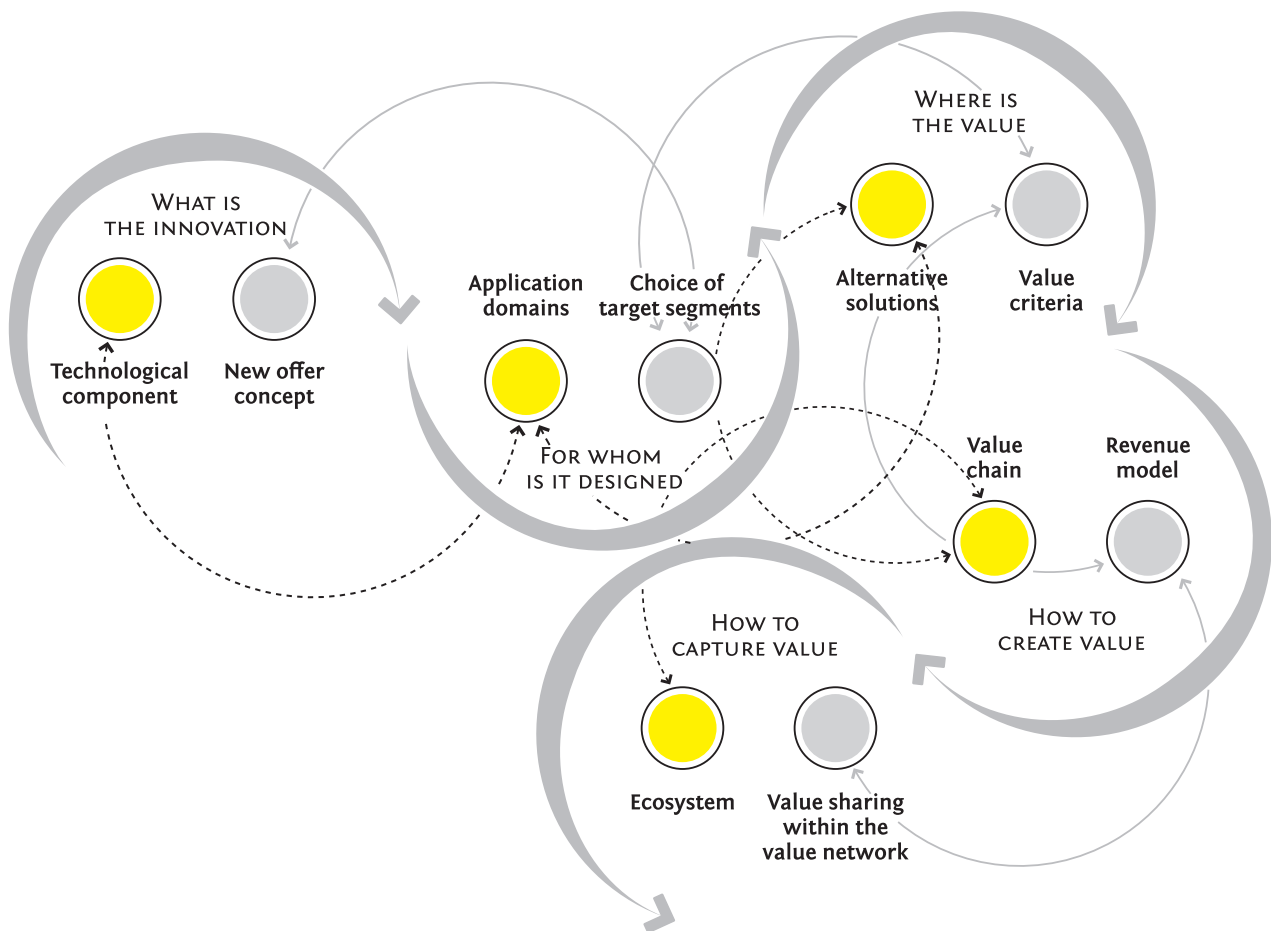 What is
the innovation
Technological
component
New offer
concept
Application
domains
Choice of
target segments
For whom
is it designed
Where is
the value
Alternative
solutions
Value
criteria
Value
chain
Revenue
model
How to
create value
How to
capture value
Ecosystem
Value sharing
within the
value network